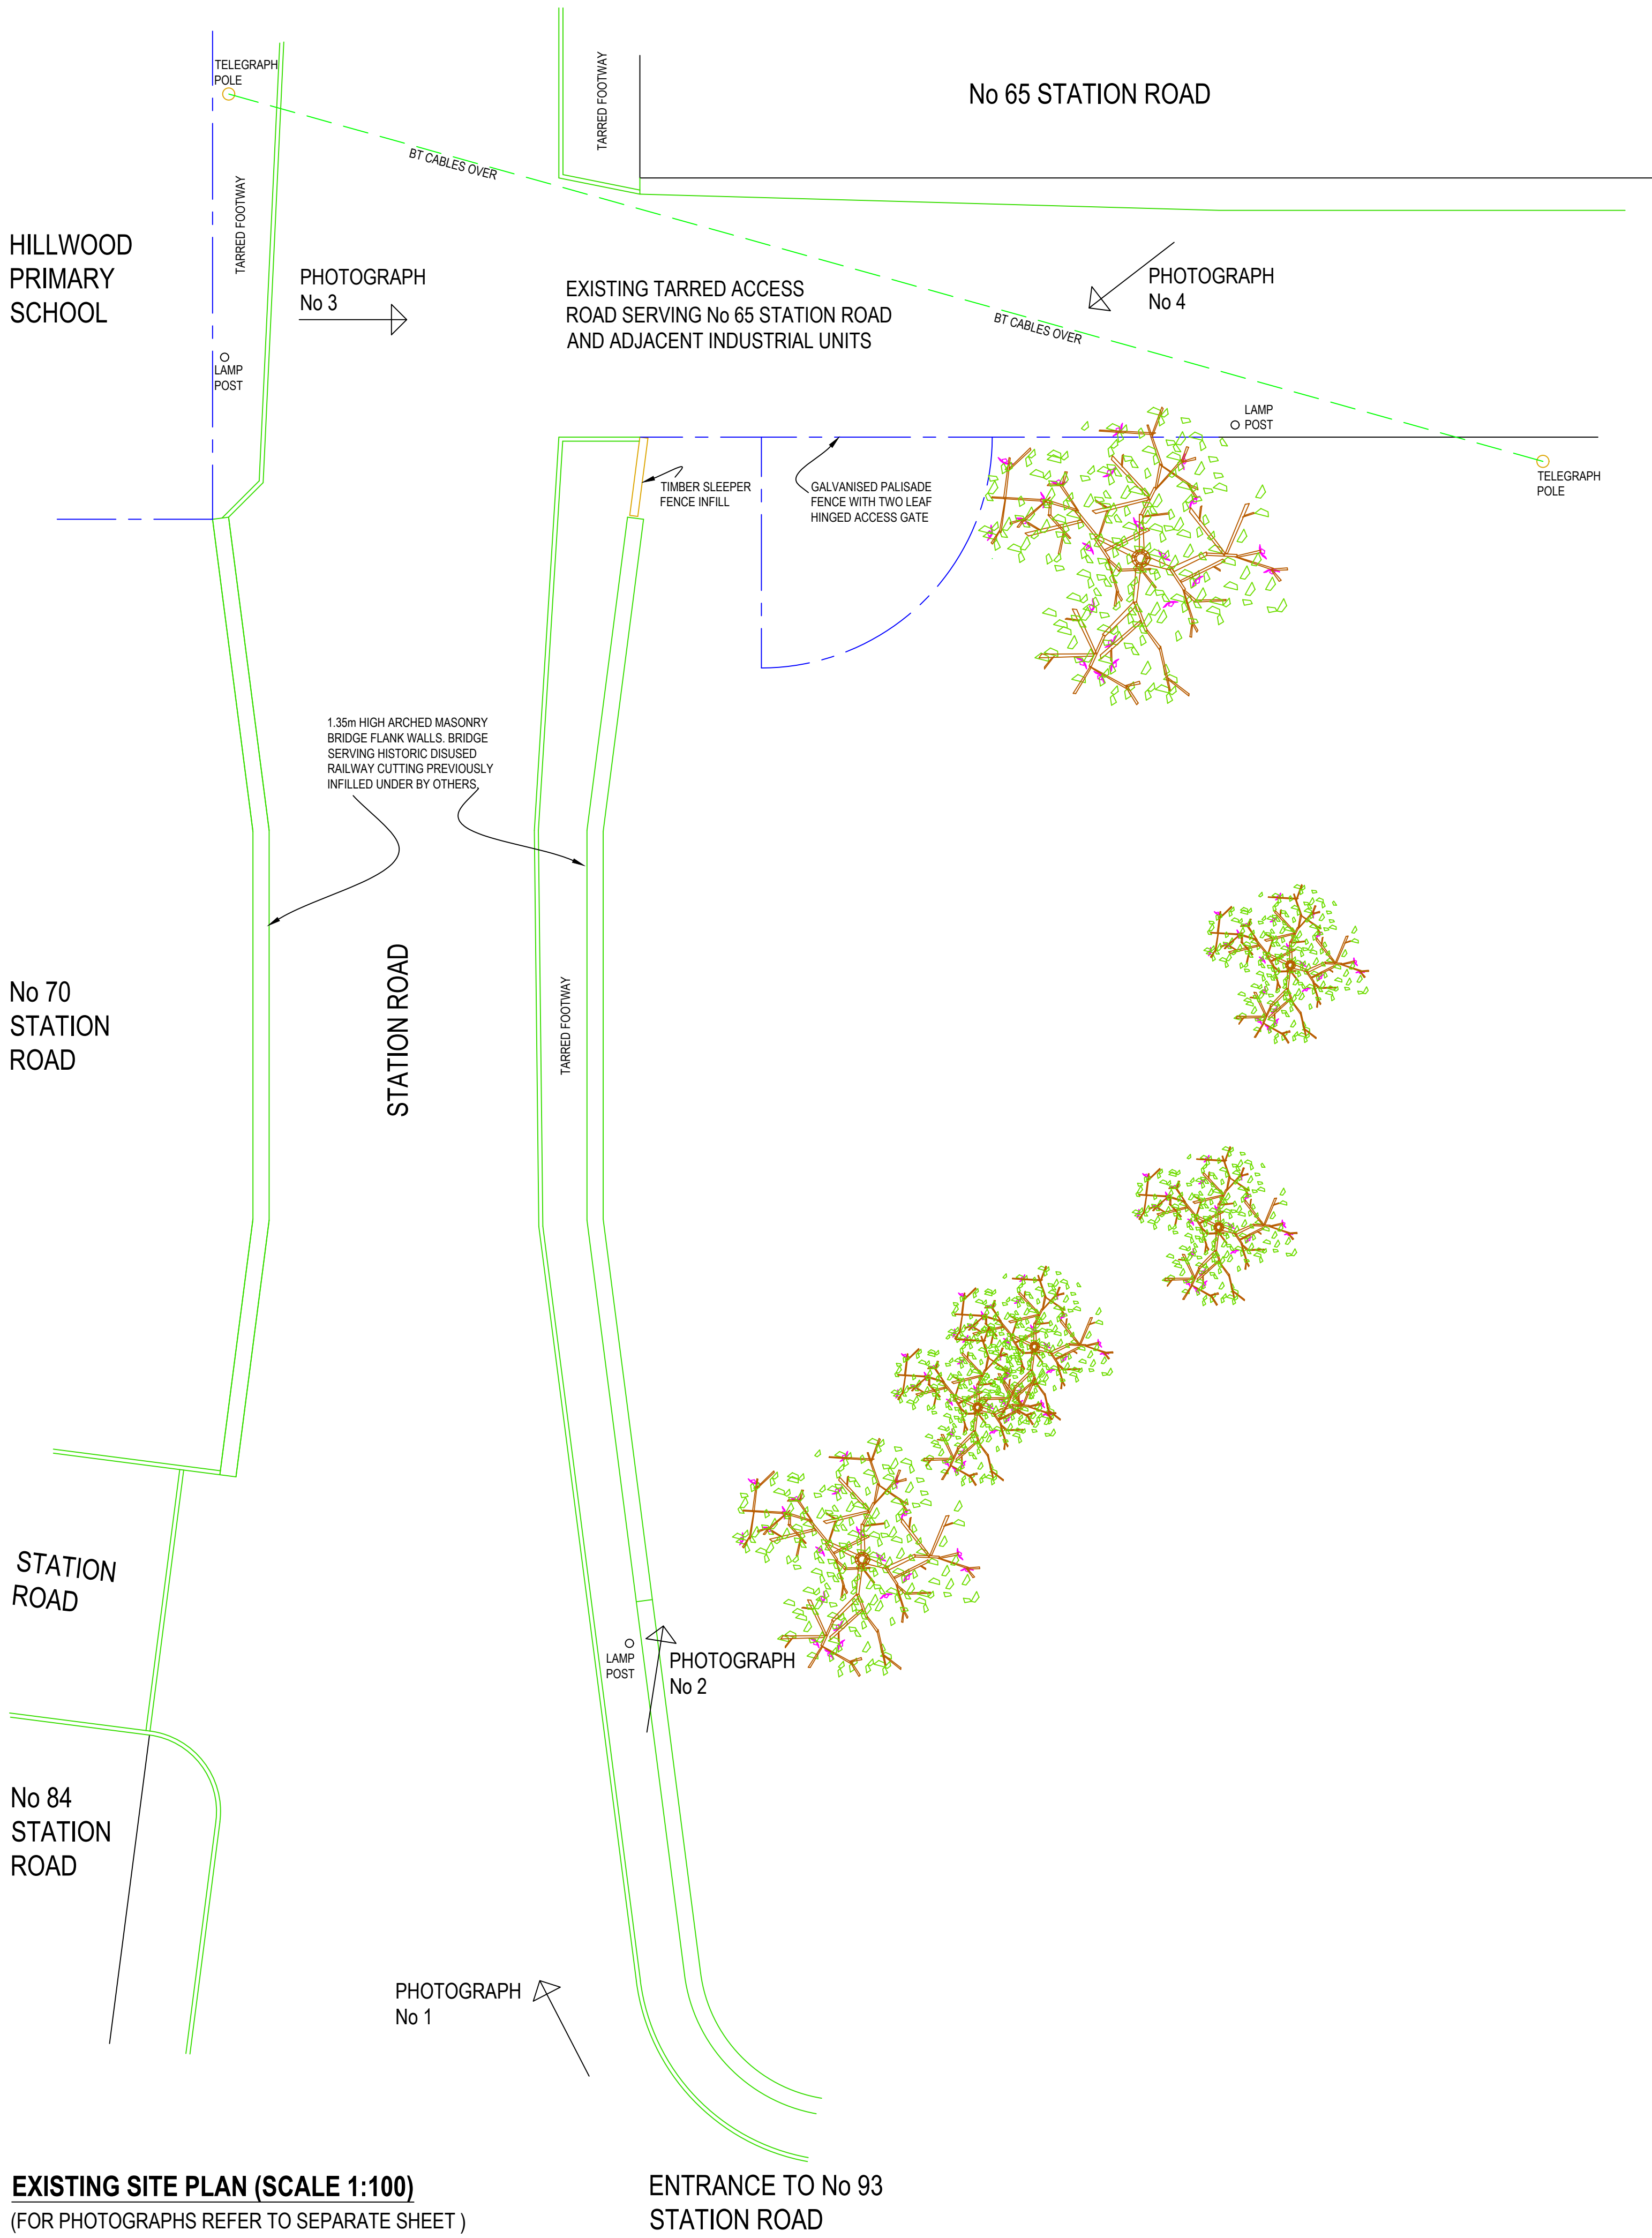 TELEGRAPH
POLE
TARRED FOOTWAY
No 65 STATION ROAD
BT CABLES OVER
TARRED FOOTWAY
HILLWOOD
PRIMARY
SCHOOL
PHOTOGRAPH
No 3
EXISTING TARRED ACCESS
ROAD SERVING No 65 STATION ROAD
AND ADJACENT INDUSTRIAL UNITS
PHOTOGRAPH
No 4
BT CABLES OVER
LAMP
POST
LAMP
POST
TIMBER SLEEPER
FENCE INFILL
GALVANISED PALISADE
FENCE WITH TWO LEAF
HINGED ACCESS GATE
TELEGRAPH
POLE
1.35m HIGH ARCHED MASONRY
BRIDGE FLANK WALLS. BRIDGE
SERVING HISTORIC DISUSED
RAILWAY CUTTING PREVIOUSLY
INFILLED UNDER BY OTHERS.
No 70
STATION
ROAD
STATION ROAD
TARRED FOOTWAY
STATION
ROAD
LAMP
POST
PHOTOGRAPH
No 2
No 84
STATION
ROAD
PHOTOGRAPH
No 1
EXISTING SITE PLAN (SCALE 1:100)
(FOR PHOTOGRAPHS REFER TO SEPARATE SHEET )
ENTRANCE TO No 93
STATION ROAD